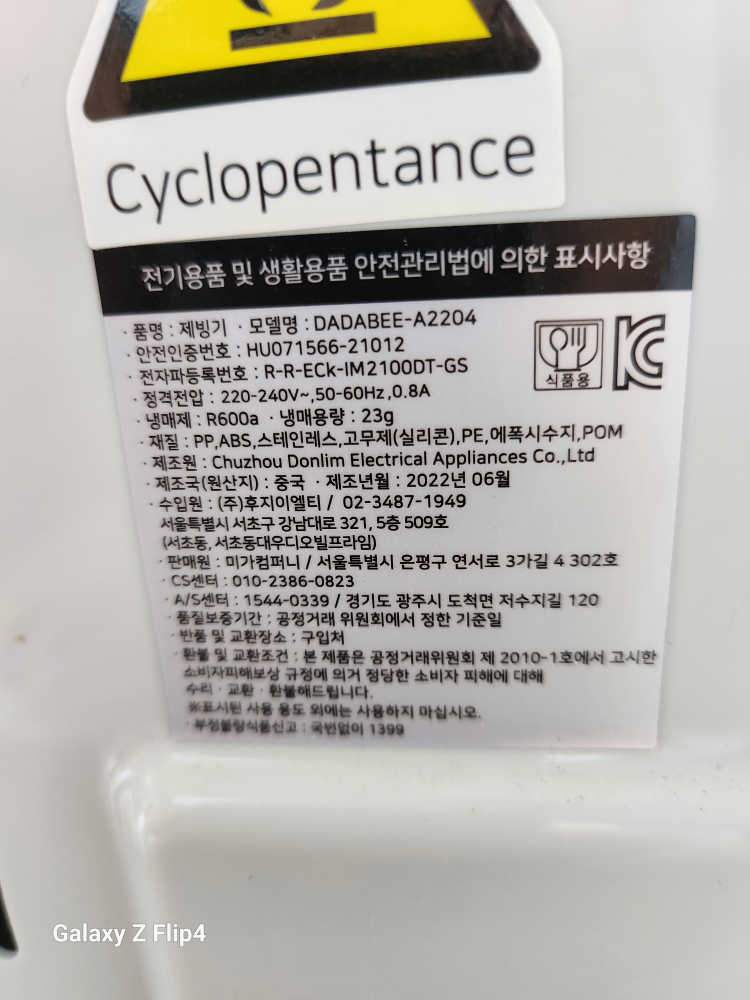 Cyclopentance
전기용품 및 생활용품 안전관리법에 의한 표시사항
· 품명 : 제빙기 · 모델명 : DADABEE-A2204
· 안전인증번호 : HU071566-21012
· 전자파등록번호 : R-R-ECk-IM2100DT-GS
· 정격전압 : 220-240V~,50-60Hz,0.8A
· 냉매제 : R600a · 냉매용량 : 23g
· 재질 : PP,ABS,스테인레스,고무제(실리콘),PE,에폭시수지,POM
· 제조원 : Chuzhou Donlim Electrical Appliances Co.,Ltd
· 제조국(원산지) : 중국 · 제조년월 : 2022년 06월
· 수입원 : (주)후지이엘티 / 02-3487-1949
서울특별시 서초구 강남대로 321, 5층 509호
(서초동, 서초동대우디오빌프라임)
· 판매원 : 미가컴퍼니 / 서울특별시 은평구 연서로 3가길 4 302호
· CS센터 : 010-2386-0823
· A/S센터 : 1544-0339 / 경기도 광주시 도척면 저수지길 120
· 품질보증기간 : 공정거래 위원회에서 정한 기준일
· 반품 및 교환장소 : 구입처
· 환불 및 교환조건 : 본 제품은 공정거래위원회 제 2010-1호에서 고시한
소비자피해보상 규정에 의거 정당한 소비자 피해에 대해
수리 · 교환 · 환불해드립니다.
※표시된 사용 용도 외에는 사용하지 마십시오.
· 부정불량식품신고 : 국번없이 1399
식품용
KC
Galaxy Z Flip4